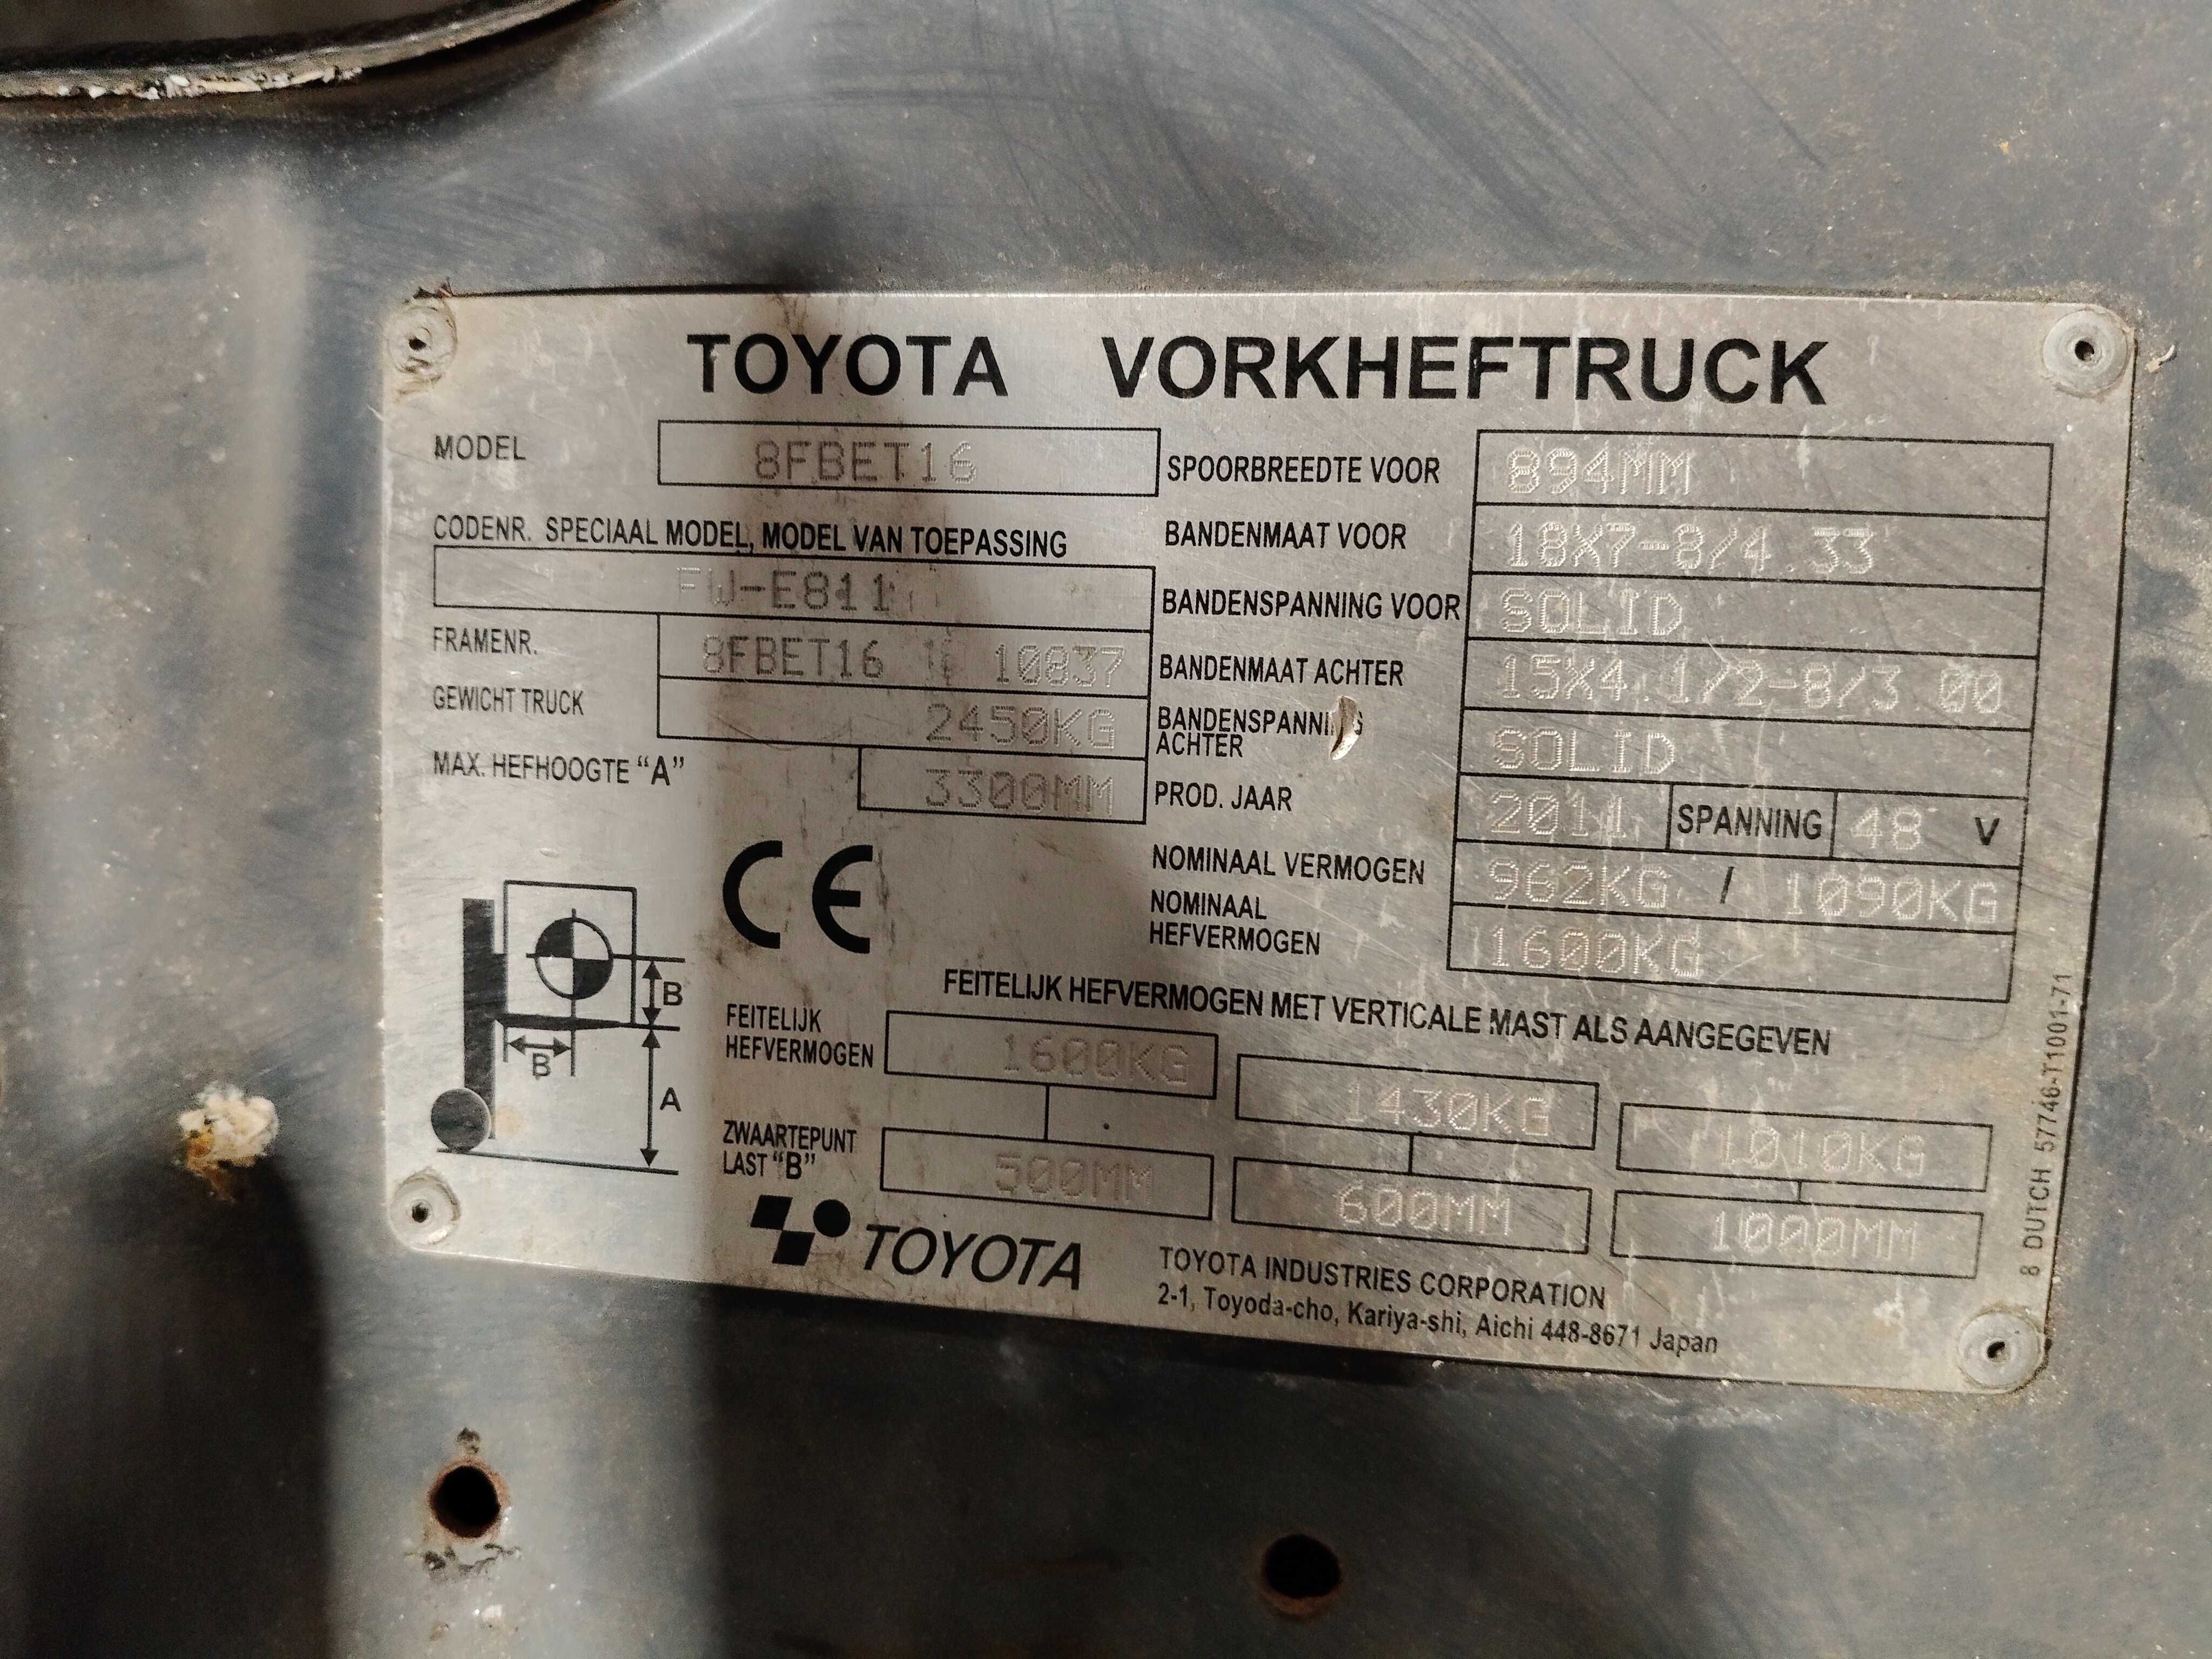 TOYOTA VORKHEFTRUCK
MODEL 8FBET16
CODENR. SPECIAAL MODEL, MODEL VAN TOEPASSING
FW-E811
FRAMENR. 8FBET16 10837
GEWICHT TRUCK 2450KG
MAX. HEFHOOGTE "A" 3300MM
SPOORBREEDTE VOOR 894MM
BANDENMAAT VOOR 18X7-8/4.33
BANDENSPANNING VOOR SOLID
BANDENMAAT ACHTER 15X4.1/2-8/3.00
BANDENSPANNING
ACHTER SOLID
PROD. JAAR 2011 SPANNING 48 V
NOMINAAL VERMOGEN 962KG / 1090KG
NOMINAAL
HEFVERMOGEN 1600KG
CE
B
B
A
FEITELIJK HEFVERMOGEN MET VERTICALE MAST ALS AANGEGEVEN
FEITELIJK
HEFVERMOGEN 1600KG 1430KG 1010KG
ZWAARTEPUNT
LAST "B" 500MM 600MM 1000MM
TOYOTA
TOYOTA INDUSTRIES CORPORATION
2-1, Toyoda-cho, Kariya-shi, Aichi 448-8671 Japan
8 DUTCH 57746-T1001-71